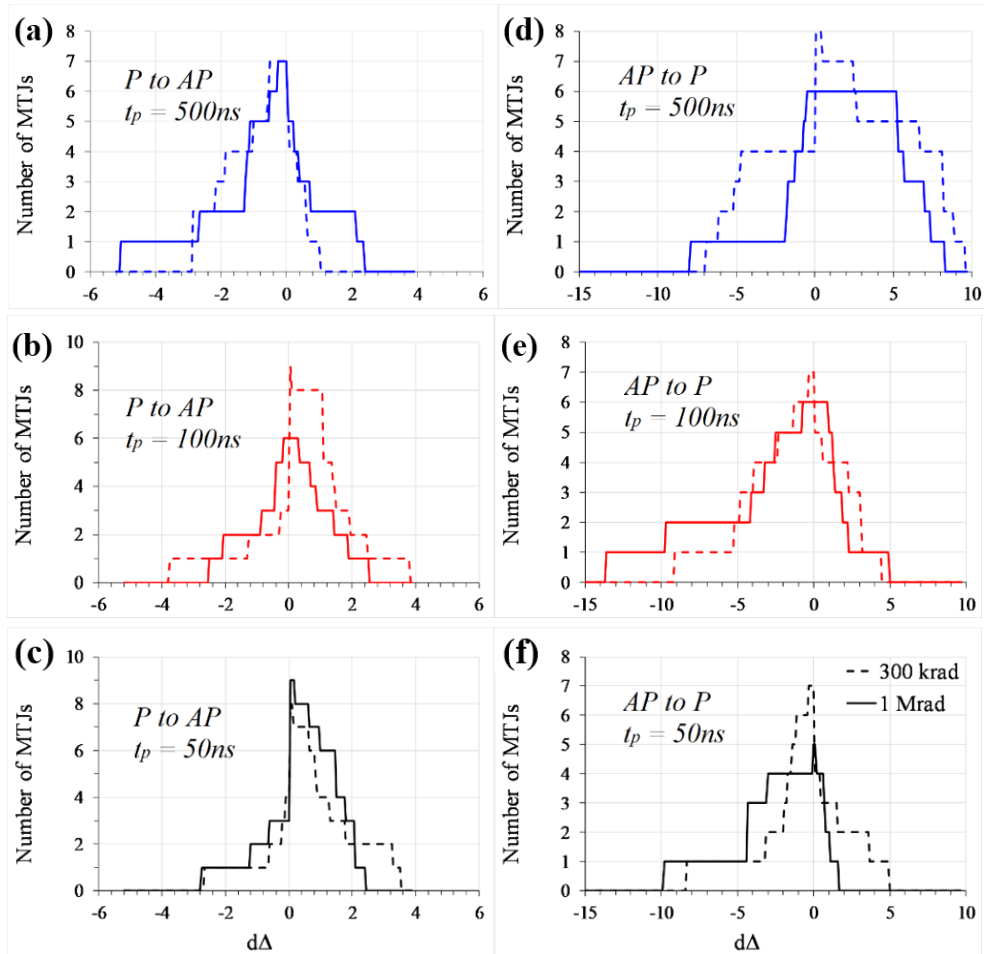 (a)
Number of MTJs
8
7
6
5
4
3
2
1
0
P to AP
tp = 500ns
-6 -4 -2 0 2 4 6
(d)
Number of MTJs
8
7
6
5
4
3
2
1
0
AP to P
tp = 500ns
-15 -10 -5 0 5 10
(b)
Number of MTJs
10
8
6
4
2
0
P to AP
tp = 100ns
-6 -4 -2 0 2 4 6
(e)
Number of MTJs
8
7
6
5
4
3
2
1
0
AP to P
tp = 100ns
-15 -10 -5 0 5 10
(c)
Number of MTJs
10
8
6
4
2
0
P to AP
tp = 50ns
-6 -4 -2 0 2 4 6
dΔ
(f)
Number of MTJs
8
7
6
5
4
3
2
1
0
AP to P
tp = 50ns
300 krad
1 Mrad
-15 -10 -5 0 5 10
dΔ